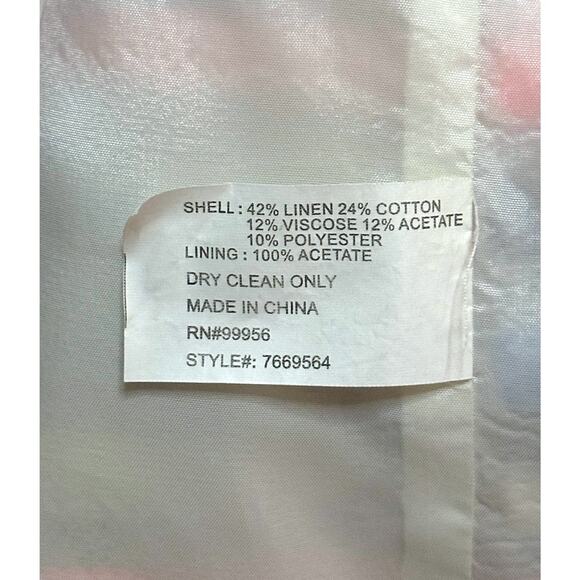 SHELL : 42% LINEN 24% COTTON
12% VISCOSE 12% ACETATE
10% POLYESTER
LINING : 100% ACETATE
DRY CLEAN ONLY
MADE IN CHINA
RN#99956
STYLE#: 7669564